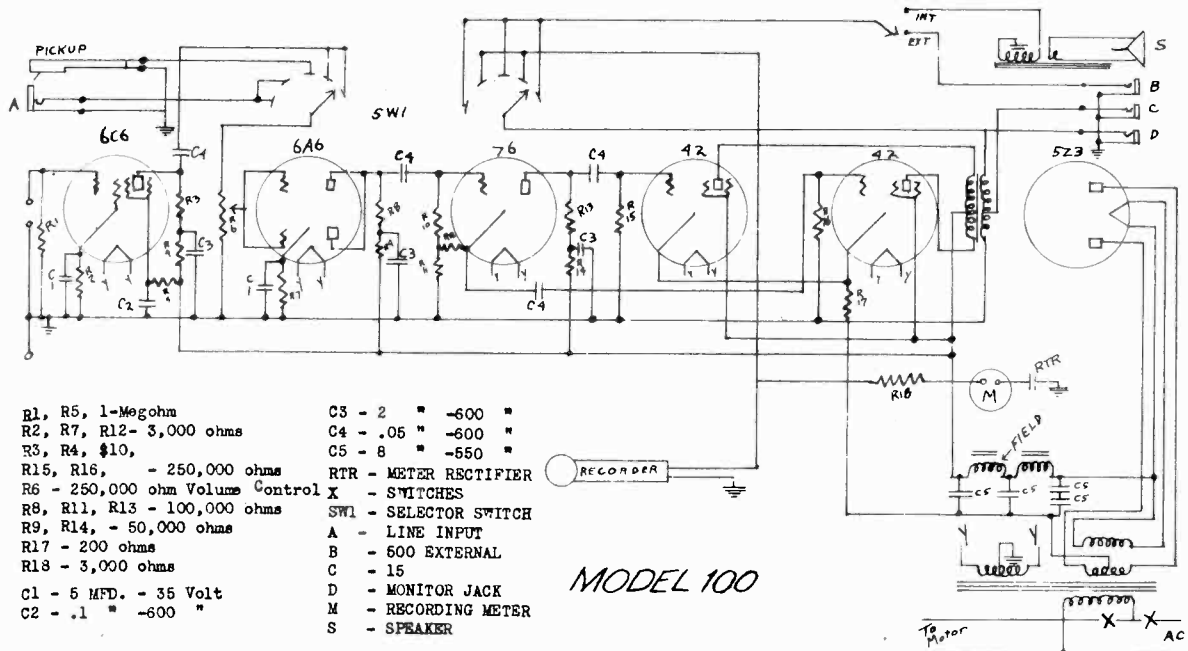 INT
EXT
PICKUP
S
A
SW1
B
C
D
6C6
6A6
76
42
42
5Z3
C4
C4
C4
R1
R3
R6
R8
R10
R13
R15
C3
C3
C3
R14
C1
R2
C2
C1
R7
C4
R17
Y Y
Y Y
Y Y
Y Y
Y Y
RTR
R18
M
FIELD
C5
C5
C5
C5
RECORDER
Y Y
MODEL 100
To Motor
X X
AC
R1, R5, 1-Megohm
R2, R7, R12- 3,000 ohms
R3, R4, $10,
R15, R16, - 250,000 ohms
R6 - 250,000 ohm Volume Control
R8, R11, R13 - 100,000 ohms
R9, R14, - 50,000 ohms
R17 - 200 ohms
R18 - 3,000 ohms
C1 - 5 MFD. - 35 Volt
C2 - .1 " -600 "
C3 - 2 " -600 "
C4 - .05 " -600 "
C5 - 8 " -550 "
RTR - METER RECTIFIER
X - SWITCHES
SW1 - SELECTOR SWITCH
A - LINE INPUT
B - 500 EXTERNAL
C - 15
D - MONITOR JACK
M - RECORDING METER
S - SPEAKER